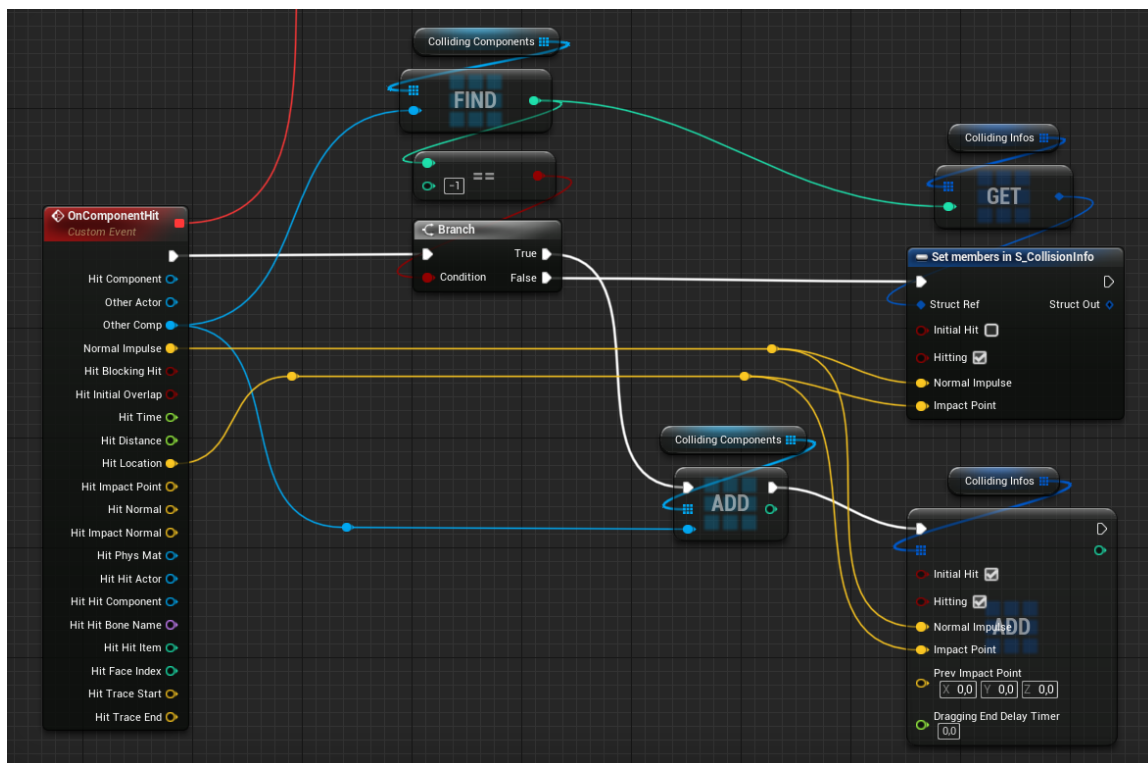 Colliding Components
FIND
-1
==
Branch
True
Condition
False
OnComponentHit
Custom Event
Hit Component
Other Actor
Other Comp
Normal Impulse
Hit Blocking Hit
Hit Initial Overlap
Hit Time
Hit Distance
Hit Location
Hit Impact Point
Hit Normal
Hit Impact Normal
Hit Phys Mat
Hit Hit Actor
Hit Hit Component
Hit Hit Bone Name
Hit Hit Item
Hit Face Index
Hit Trace Start
Hit Trace End
Colliding Infos
GET
Set members in S_CollisionInfo
Struct Ref
Struct Out
Initial Hit
Hitting
Normal Impulse
Impact Point
Colliding Components
ADD
Colliding Infos
Initial Hit
Hitting
ADD
Normal Impulse
Impact Point
Prev Impact Point
X 0,0 Y 0,0 Z 0,0
Dragging End Delay Timer
0,0